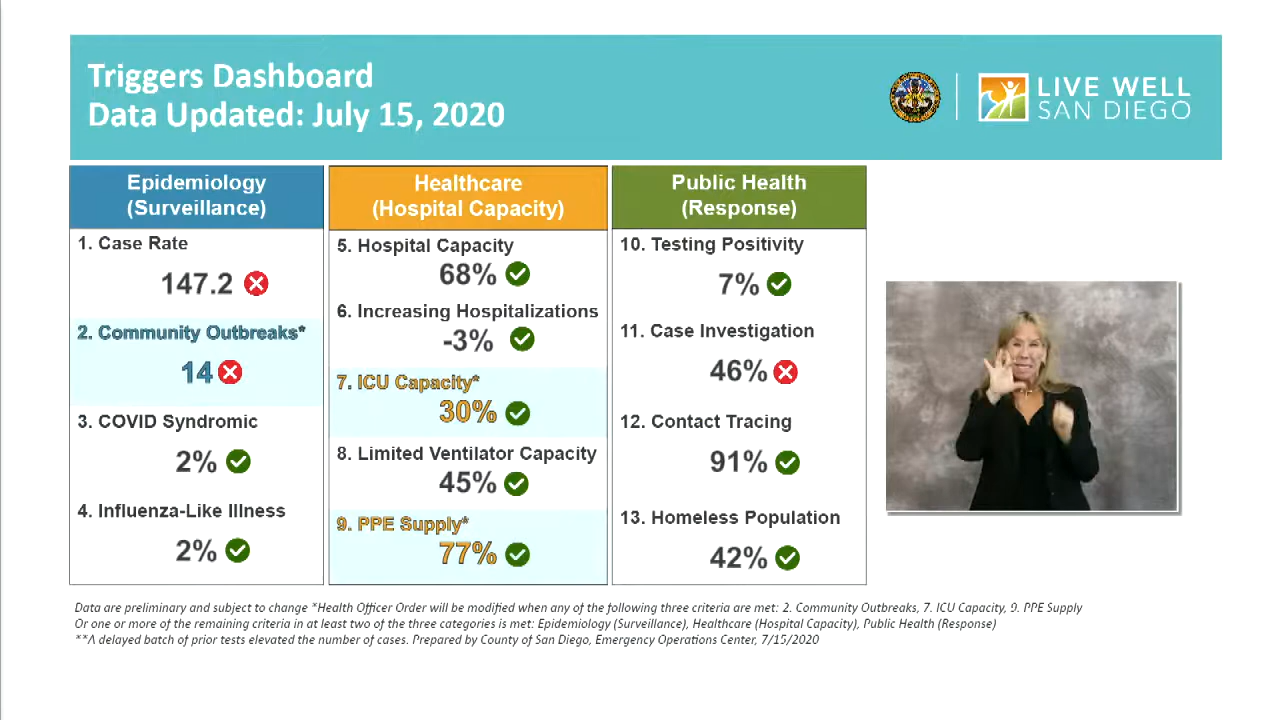 Triggers Dashboard
Data Updated: July 15, 2020
LIVE WELL
SAN DIEGO
Epidemiology
(Surveillance)
1. Case Rate
147.2
2. Community Outbreaks*
14
3. COVID Syndromic
2%
4. Influenza-Like Illness
2%
Healthcare
(Hospital Capacity)
5. Hospital Capacity
68%
6. Increasing Hospitalizations
-3%
7. ICU Capacity*
30%
8. Limited Ventilator Capacity
45%
9. PPE Supply*
77%
Public Health
(Response)
10. Testing Positivity
7%
11. Case Investigation
46%
12. Contact Tracing
91%
13. Homeless Population
42%
Data are preliminary and subject to change *Health Officer Order will be modified when any of the following three criteria are met: 2. Community Outbreaks, 7. ICU Capacity, 9. PPE Supply
Or one or more of the remaining criteria in at least two of the three categories is met: Epidemiology (Surveillance), Healthcare (Hospital Capacity), Public Health (Response)
**A delayed batch of prior tests elevated the number of cases. Prepared by County of San Diego, Emergency Operations Center, 7/15/2020